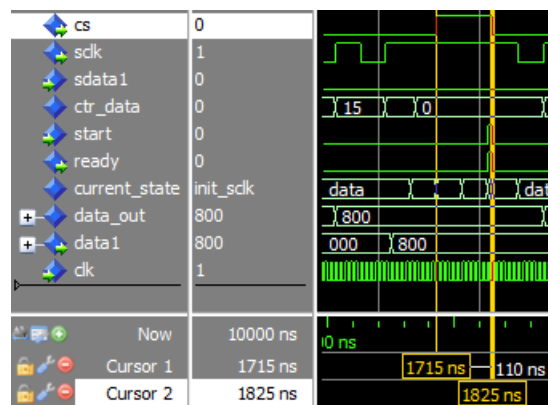 cs 0
sclk 1
sdata1 0
ctr_data 0 15 0
start 0
ready 0
current_state init_sclk data dat
data_out 800 800
data1 800 000 800
clk 1
Now 10000 ns 00 ns
Cursor 1 1715 ns 1715 ns 110 ns
Cursor 2 1825 ns 1825 ns